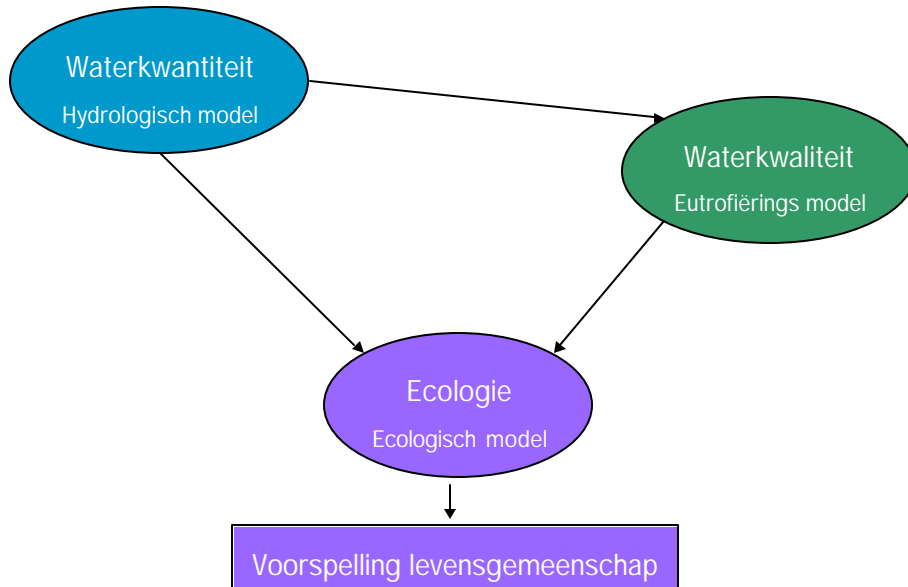 Waterkwantiteit
Hydrologisch model
Waterkwaliteit
Eutrofiërings model
Ecologie
Ecologisch model
Voorspelling levensgemeenschap